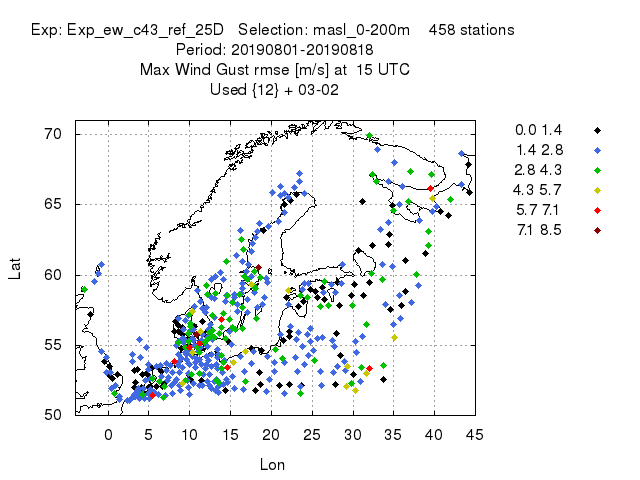 Exp: Exp_ew_c43_ref_25D Selection: masl_0-200m 458 stations
Period: 20190801-20190818
Max Wind Gust rmse [m/s] at 15 UTC
Used {12} + 03-02
70
65
60
55
50
Lat
0 5 10 15 20 25 30 35 40 45
Lon
0.0 1.4
1.4 2.8
2.8 4.3
4.3 5.7
5.7 7.1
7.1 8.5